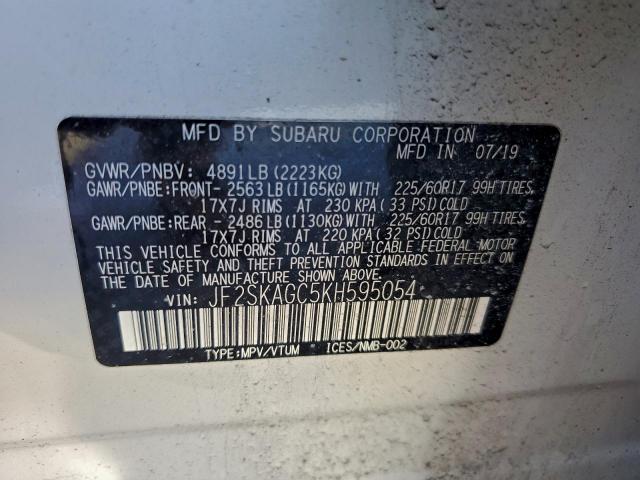 MFD BY SUBARU CORPORATION
MFD IN 07/19
GVWR/PNBV: 4891LB (2223KG)
GAWR/PNBE:FRONT- 2563 LB (1165KG) WITH 225/60R17 99H TIRES,
17X7J RIMS AT 230 KPA ( 33 PSI) COLD
GAWR/PNBE:REAR - 2486 LB (1130KG) WITH 225/60R17 99H TIRES,
17X7J RIMS AT 220 KPA ( 32 PSI) COLD
THIS VEHICLE CONFORMS TO ALL APPLICABLE FEDERAL MOTOR
VEHICLE SAFETY AND THEFT PREVENTION STANDARDS IN EFFECT ON
THE DATE OF MANUFACTURE SHOWN ABOVE.
VIN: JF2SKAGC5KH595054
TYPE:MPV/VTUM ICES/NMB-002